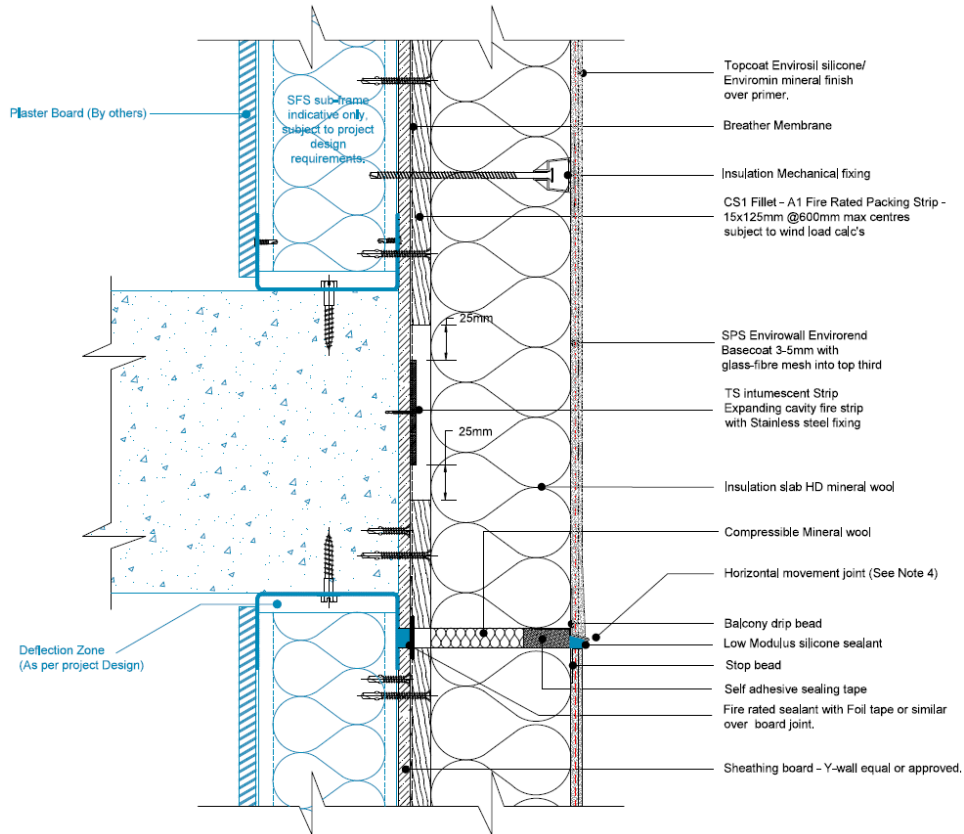 Plaster Board (By others)
SFS sub-frame
indicative only,
subject to project
design
requirements.
Topcoat Envirosil silicone/
Enviromin mineral finish
over primer.
Breather Membrane
Insulation Mechanical fixing
CS1 Fillet - A1 Fire Rated Packing Strip -
15x125mm @600mm max centres
subject to wind load calc's
25mm
SPS Envirowall Envirorend
Basecoat 3-5mm with
glass-fibre mesh into top third
TS intumescent Strip
Expanding cavity fire strip
with Stainless steel fixing
25mm
Insulation slab HD mineral wool
Compressible Mineral wool
Horizontal movement joint (See Note 4)
Balcony drip bead
Low Modulus silicone sealant
Stop bead
Self adhesive sealing tape
Fire rated sealant with Foil tape or similar
over board joint.
Deflection Zone
(As per project Design)
Sheathing board - Y-wall equal or approved.